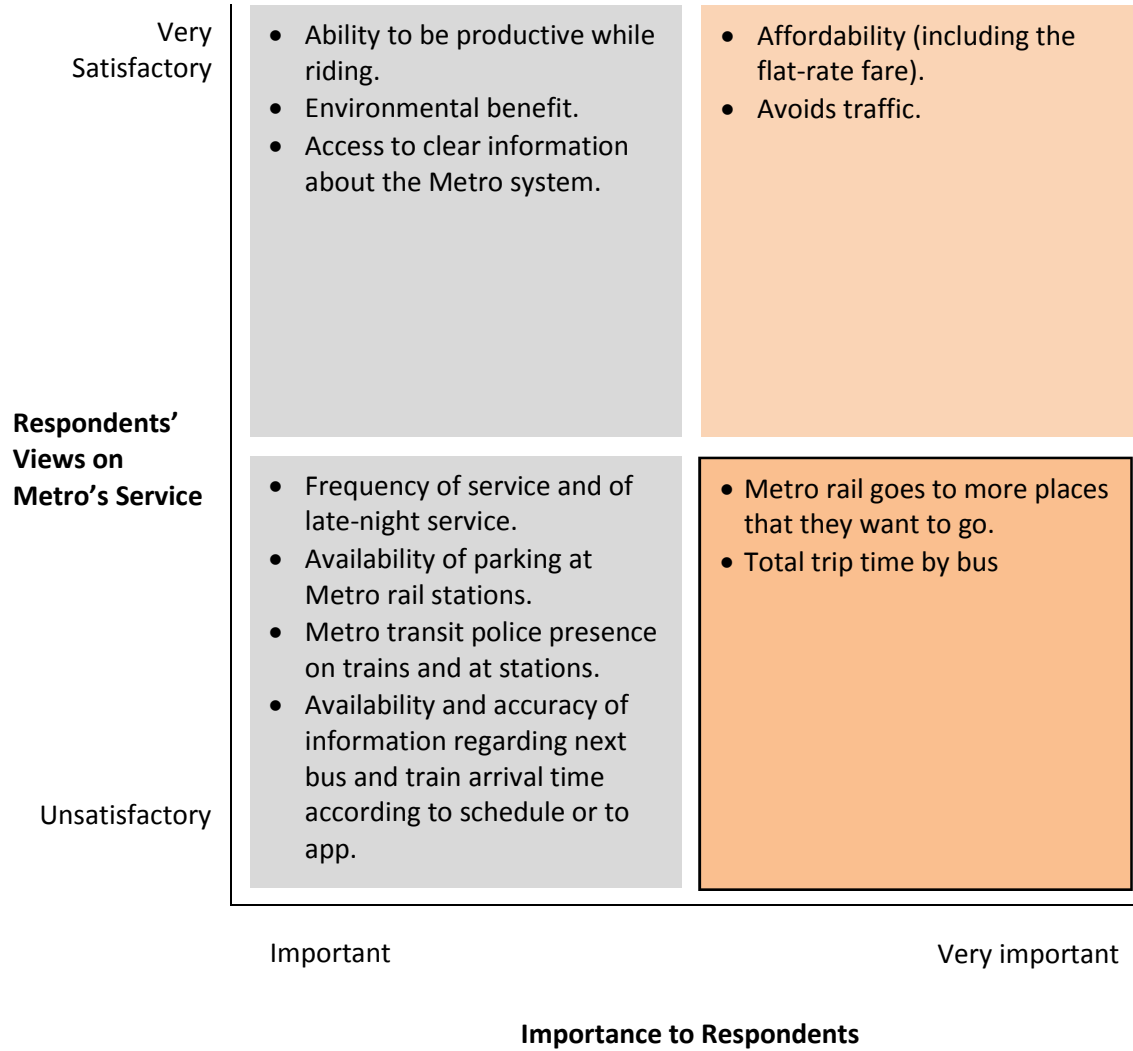 Very
Satisfactory
• Ability to be productive while
riding.
• Environmental benefit.
• Access to clear information
about the Metro system.
• Affordability (including the
flat-rate fare).
• Avoids traffic.
Respondents’
Views on
Metro’s Service
• Frequency of service and of
late-night service.
• Availability of parking at
Metro rail stations.
• Metro transit police presence
on trains and at stations.
• Availability and accuracy of
information regarding next
bus and train arrival time
according to schedule or to
app.
• Metro rail goes to more places
that they want to go.
• Total trip time by bus
Unsatisfactory
Important
Very important
Importance to Respondents